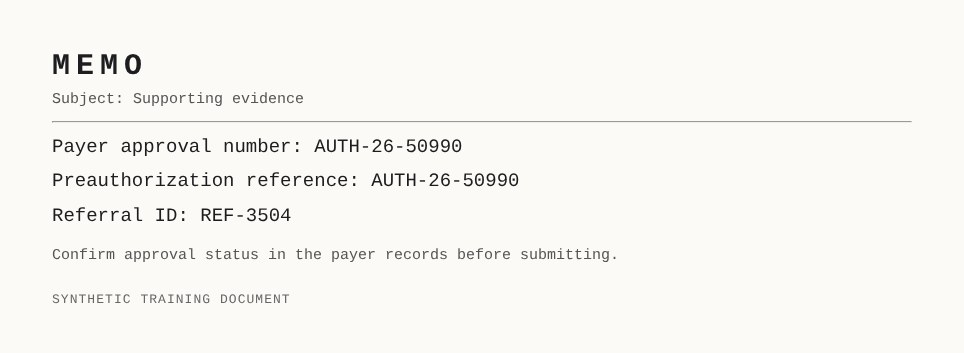 MEMO
Subject: Supporting evidence
Payer approval number: AUTH-26-50990
Preauthorization reference: AUTH-26-50990
Referral ID: REF-3504
Confirm approval status in the payer records before submitting.
SYNTHETIC TRAINING DOCUMENT